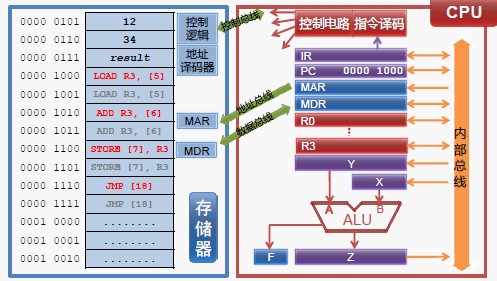 CPU
0000 0101 12
0000 0110 34
0000 0111 result
0000 1000 LOAD R3, [5]
0000 1001 LOAD R3, [5]
0000 1010 ADD R3, [6]
0000 1011 ADD R3, [6]
0000 1100 STORE [7], R3
0000 1101 STORE [7], R3
0000 1110 JMP [18]
0000 1111 JMP [18]
0001 0000 ........
0001 0001 ........
0001 0010 ........
控制
逻辑
地址
译码器
MAR
MDR
存
储
器
控制总线
地址总线
数据总线
控制电路 指令译码
IR
PC 0000 1000
MAR
MDR
R0
⋮
R3
Y
X
A B
ALU
F Z
内
部
总
线